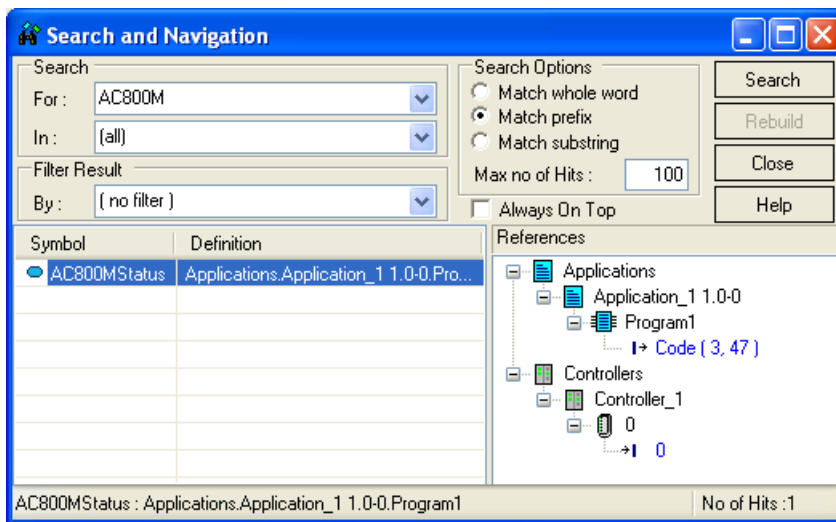 Search and Navigation
Search
For :
AC800M
In :
(all)
Filter Result
By :
( no filter )
Search Options
Match whole word
Match prefix
Match substring
Max no of Hits :
100
Always On Top
Search
Rebuild
Close
Help
Symbol
Definition
AC800MStatus
Applications.Application_1 1.0-0.Pro...
References
Applications
Application_1 1.0-0
Program1
Code ( 3, 47 )
Controllers
Controller_1
0
0
AC800MStatus : Applications.Application_1 1.0-0.Program1
No of Hits :1